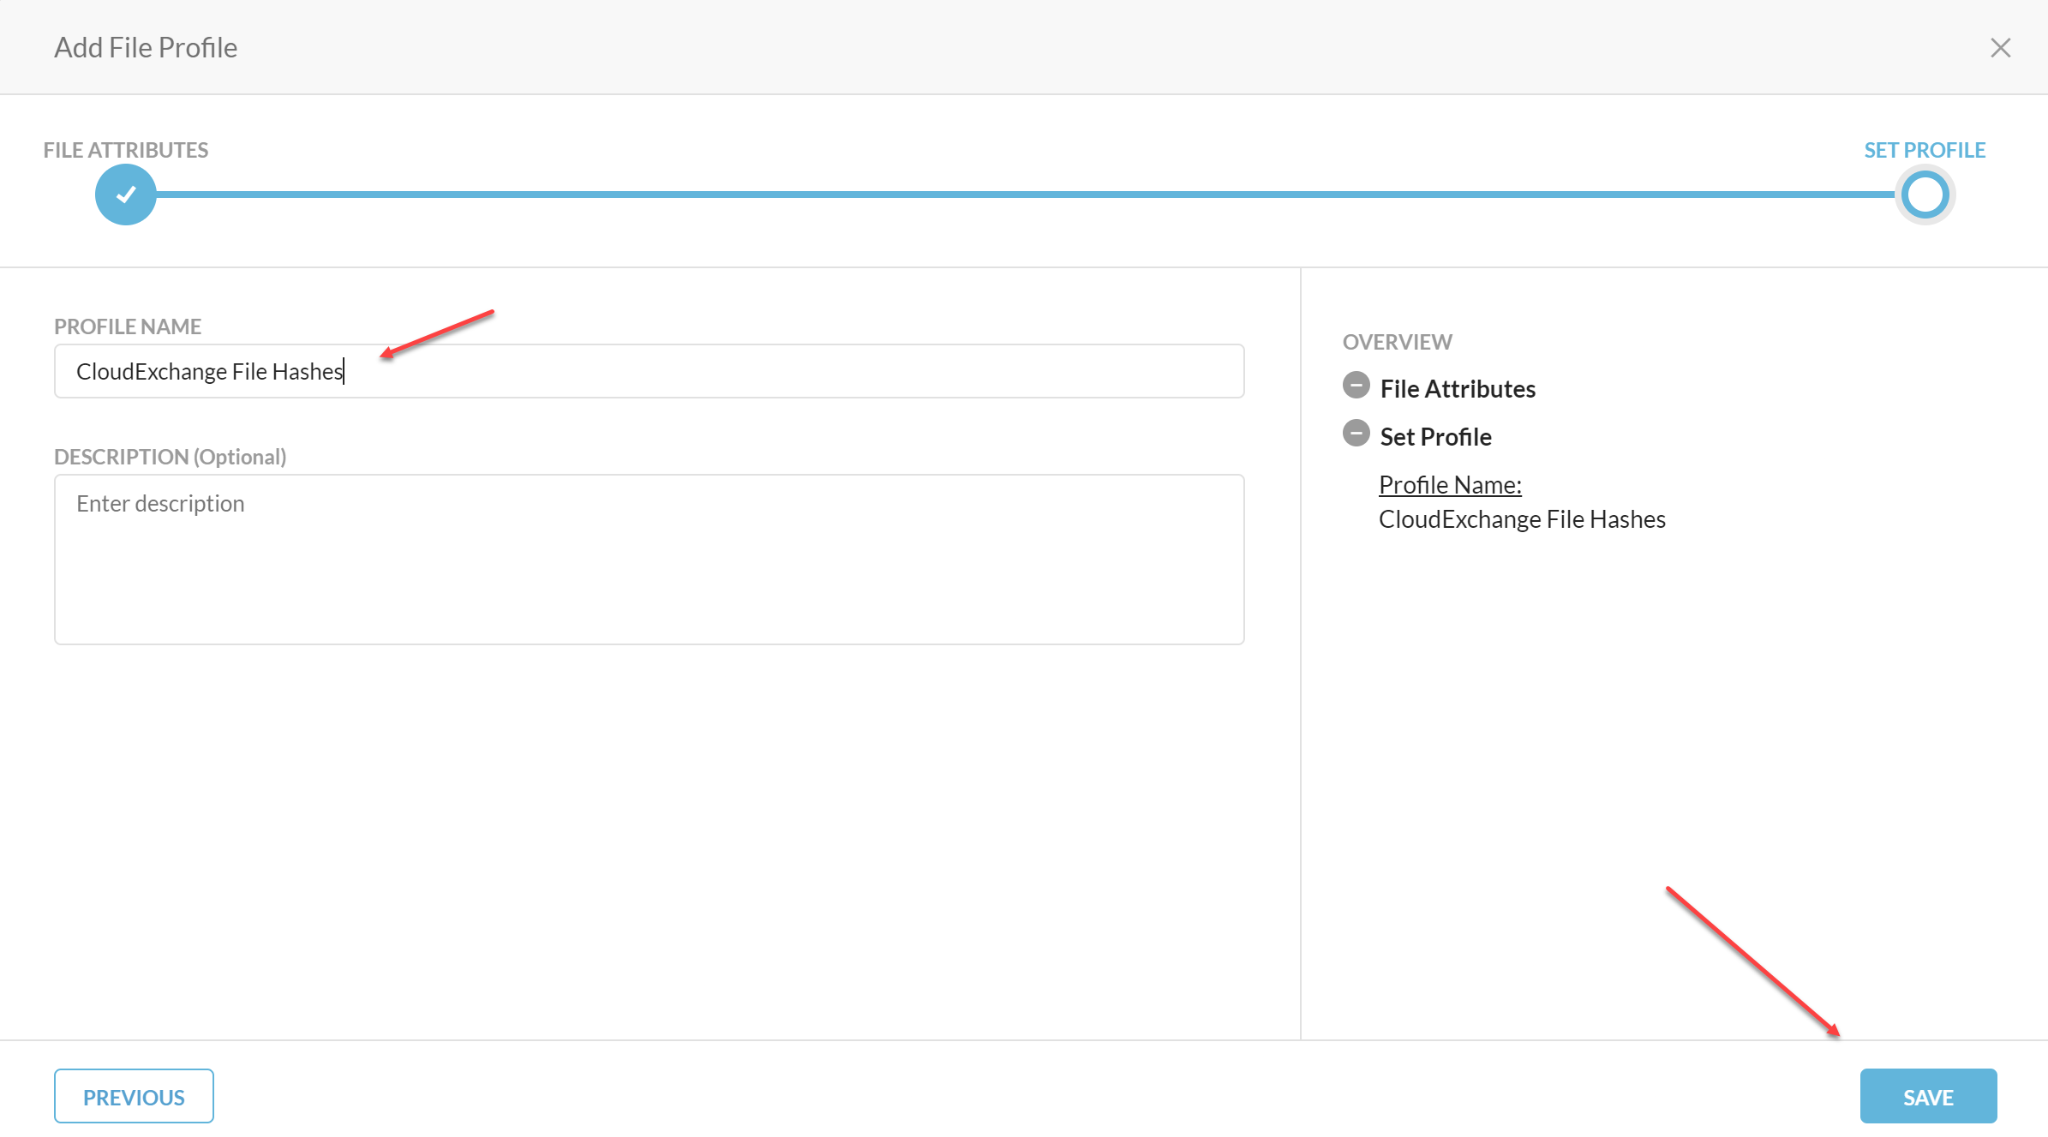 Add File Profile
FILE ATTRIBUTES
SET PROFILE
PROFILE NAME
CloudExchange File Hashes
DESCRIPTION (Optional)
Enter description
OVERVIEW
File Attributes
Set Profile
Profile Name:
CloudExchange File Hashes
PREVIOUS
SAVE